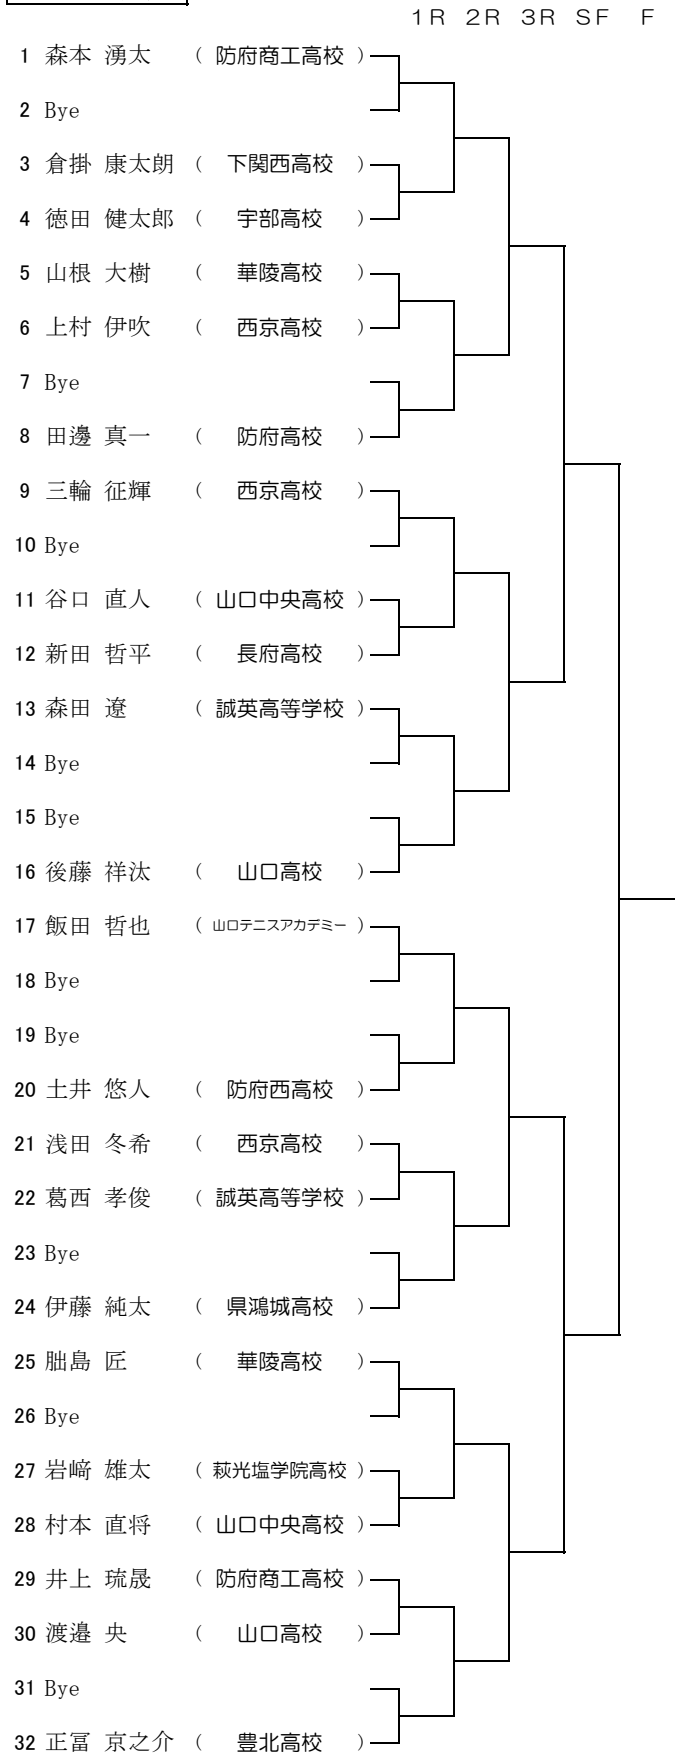 １Ｒ ２Ｒ ３Ｒ ＳＦ Ｆ
1 森本 湧太 （ 防府商工高校 ）
2 Bye
3 倉掛 康太朗 （ 下関西高校 ）
4 徳田 健太郎 （ 宇部高校 ）
5 山根 大樹 （ 華陵高校 ）
6 上村 伊吹 （ 西京高校 ）
7 Bye
8 田邊 真一 （ 防府高校 ）
9 三輪 征輝 （ 西京高校 ）
10 Bye
11 谷口 直人 （ 山口中央高校 ）
12 新田 哲平 （ 長府高校 ）
13 森田 遼 （ 誠英高等学校 ）
14 Bye
15 Bye
16 後藤 祥汰 （ 山口高校 ）
17 飯田 哲也 （ 山口テニスアカデミー ）
18 Bye
19 Bye
20 土井 悠人 （ 防府西高校 ）
21 浅田 冬希 （ 西京高校 ）
22 葛西 孝俊 （ 誠英高等学校 ）
23 Bye
24 伊藤 純太 （ 県鴻城高校 ）
25 朏島 匠 （ 華陵高校 ）
26 Bye
27 岩﨑 雄太 （ 萩光塩学院高校 ）
28 村本 直将 （ 山口中央高校 ）
29 井上 琉晟 （ 防府商工高校 ）
30 渡邉 央 （ 山口高校 ）
31 Bye
32 正冨 京之介 （ 豊北高校 ）